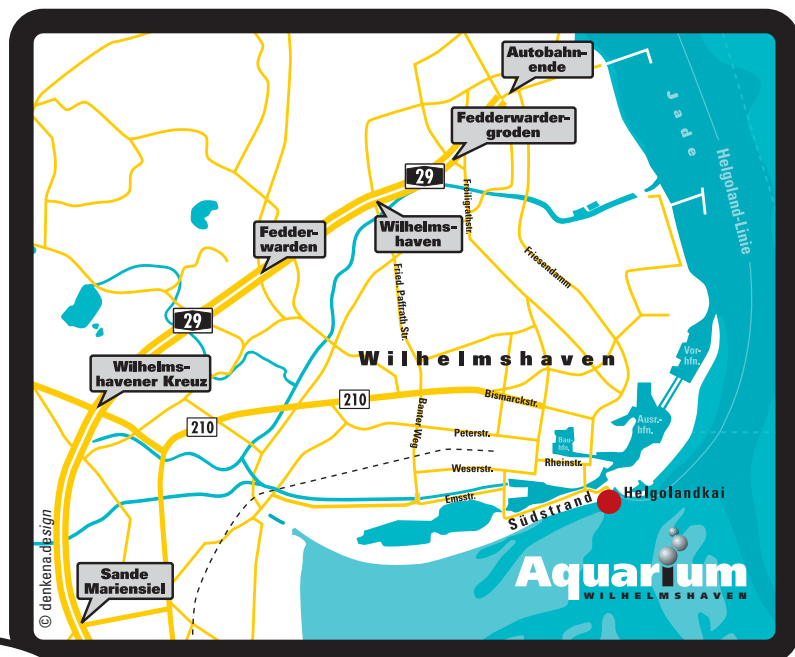 Autobahn-
ende
Fedderwarder-
groden
Jade
Helgoland-Linie
29
Freiligrathstr.
Wilhelms-
haven
Fedder-
warden
Friesendamm
Fried. Paffrath Str.
29
Wilhelmshaven
Vor-
hfn.
Wilhelms-
havener Kreuz
210
210
Bismarckstr.
Banter Weg
Peterstr.
Bau-
hfn.
Ausr.-
hfn.
Weserstr.
Rheinstr.
Emsstr.
Südstrand
Helgolandkai
Sande
Mariensiel
Aquarium
WILHELMSHAVEN
© denkena.design